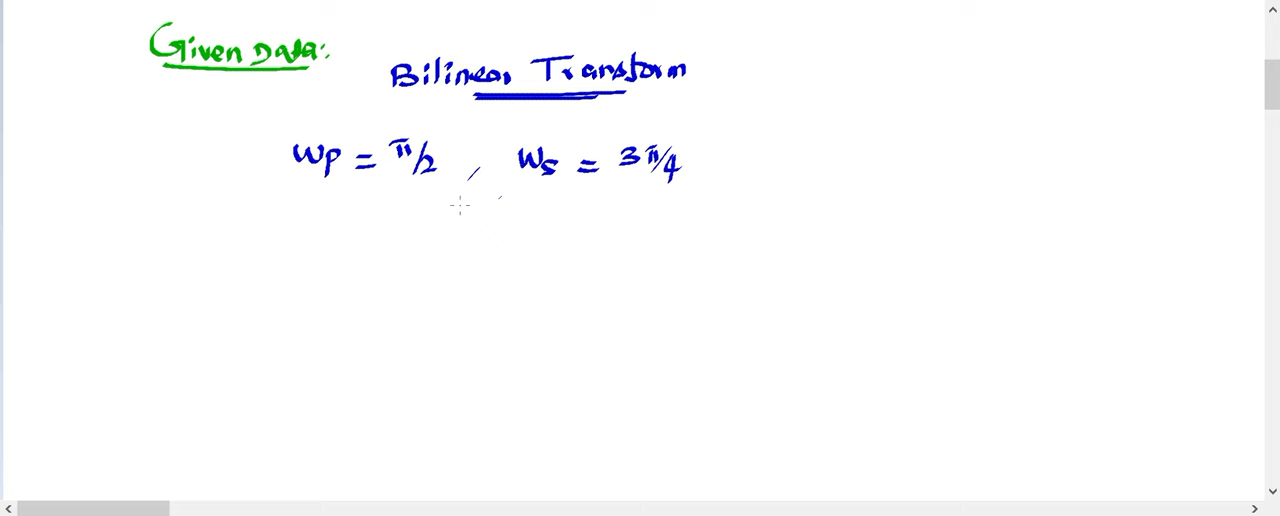 Given Data:
Bilinear Transform
wp = π/2 , ws = 3π/4